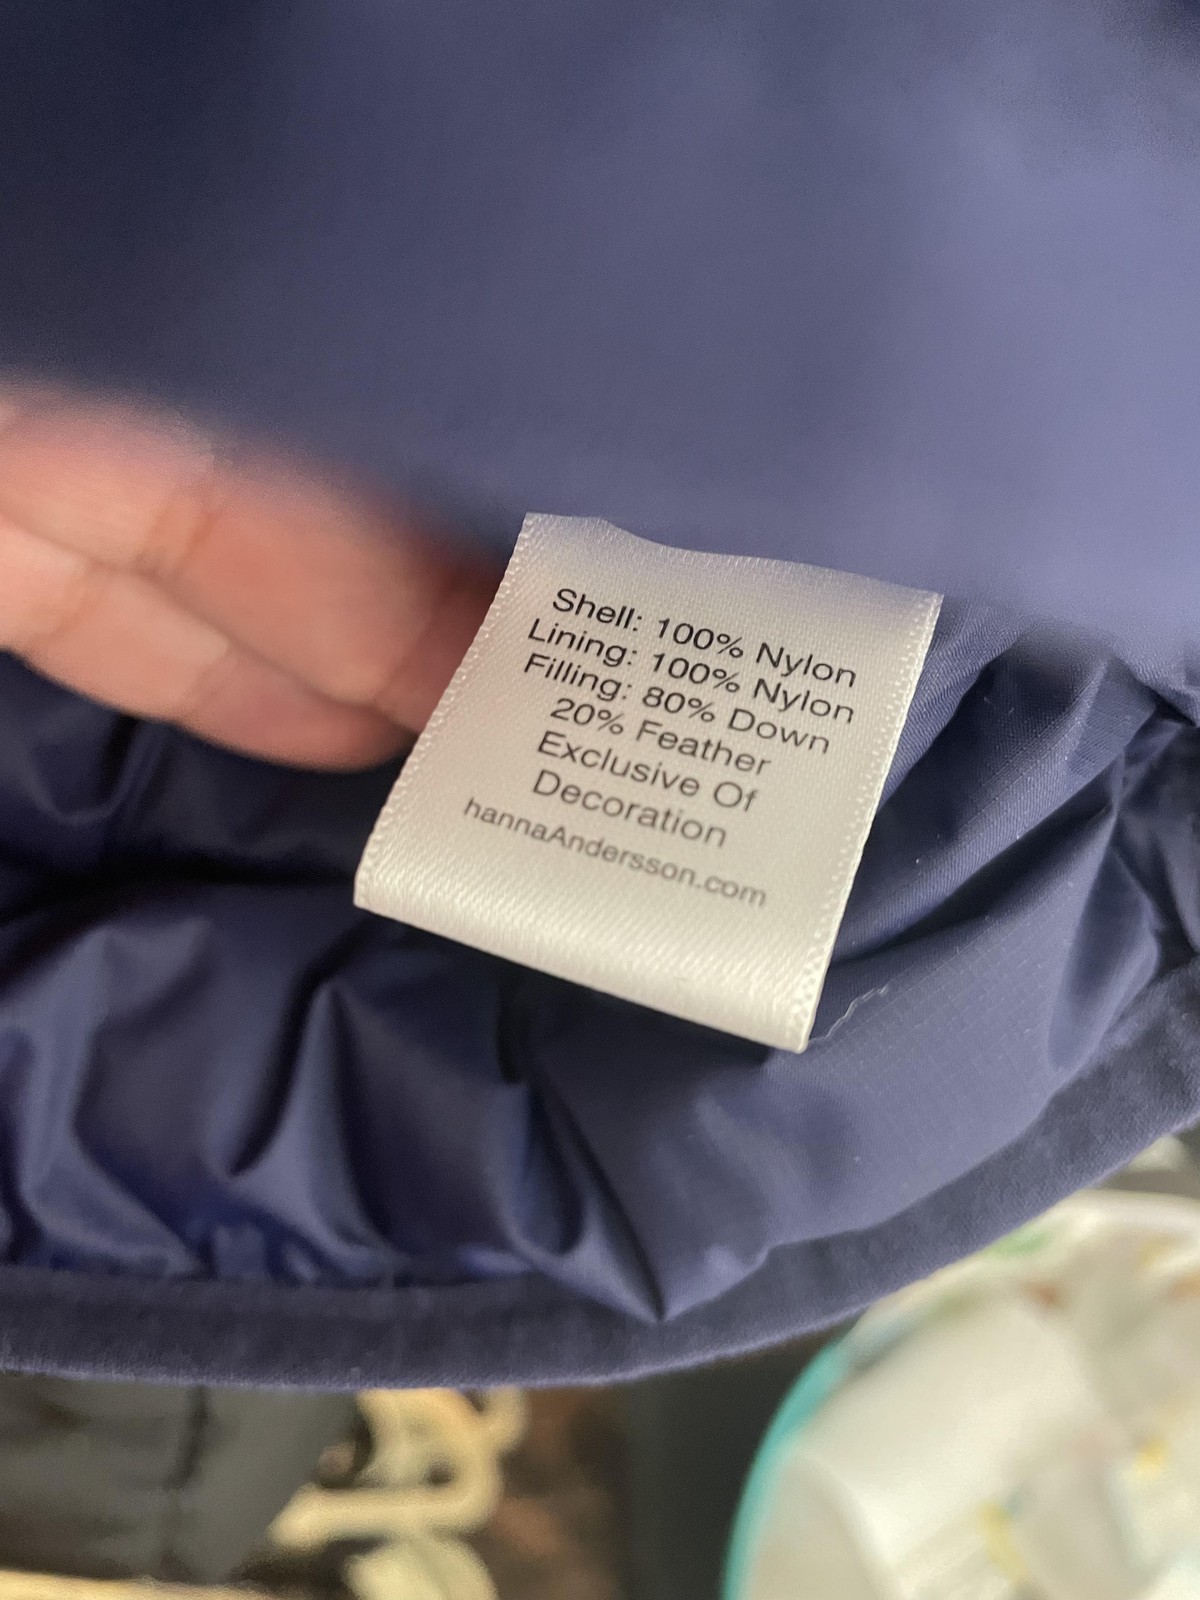 Shell: 100% Nylon
Lining: 100% Nylon
Filling: 80% Down
20% Feather
Exclusive Of
Decoration
hannaAndersson.com